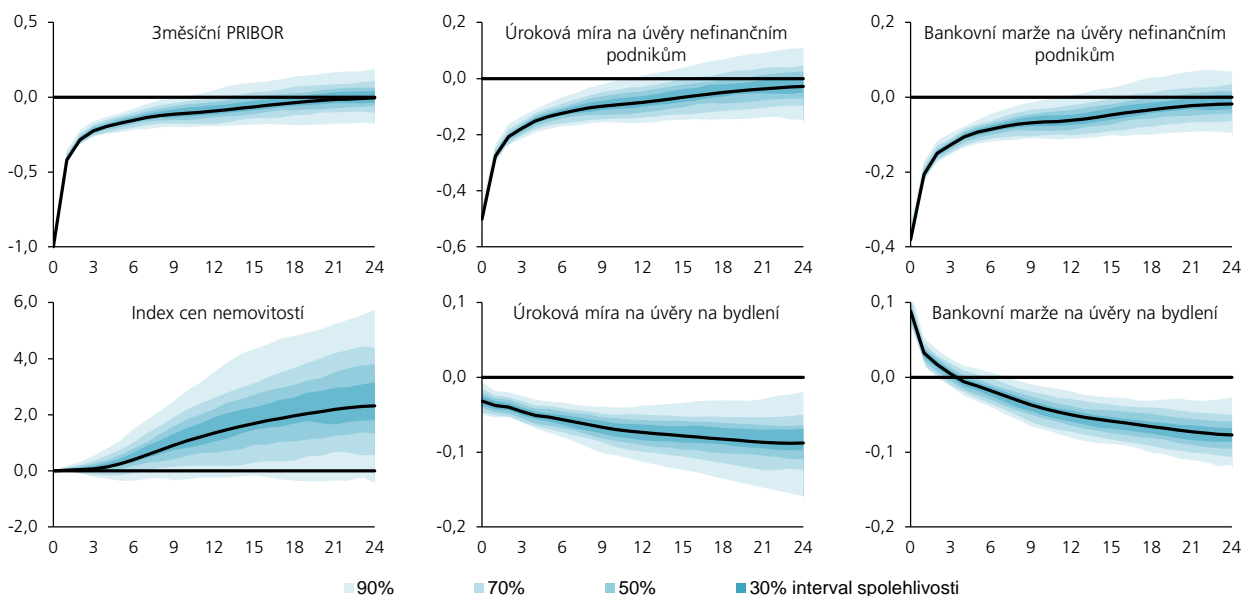 3měsíční PRIBOR
0,5
0,0
-0,5
-1,0
0 3 6 9 12 15 18 21 24
Úroková míra na úvěry nefinančním
podnikům
0,2
0,0
-0,2
-0,4
-0,6
0 3 6 9 12 15 18 21 24
Bankovní marže na úvěry nefinančním
podnikům
0,2
0,0
-0,2
-0,4
0 3 6 9 12 15 18 21 24
Index cen nemovitostí
6,0
4,0
2,0
0,0
-2,0
0 3 6 9 12 15 18 21 24
Úroková míra na úvěry na bydlení
0,1
0,0
-0,1
-0,2
0 3 6 9 12 15 18 21 24
Bankovní marže na úvěry na bydlení
0,1
0,0
-0,1
-0,2
0 3 6 9 12 15 18 21 24
90% 70% 50% 30% interval spolehlivosti